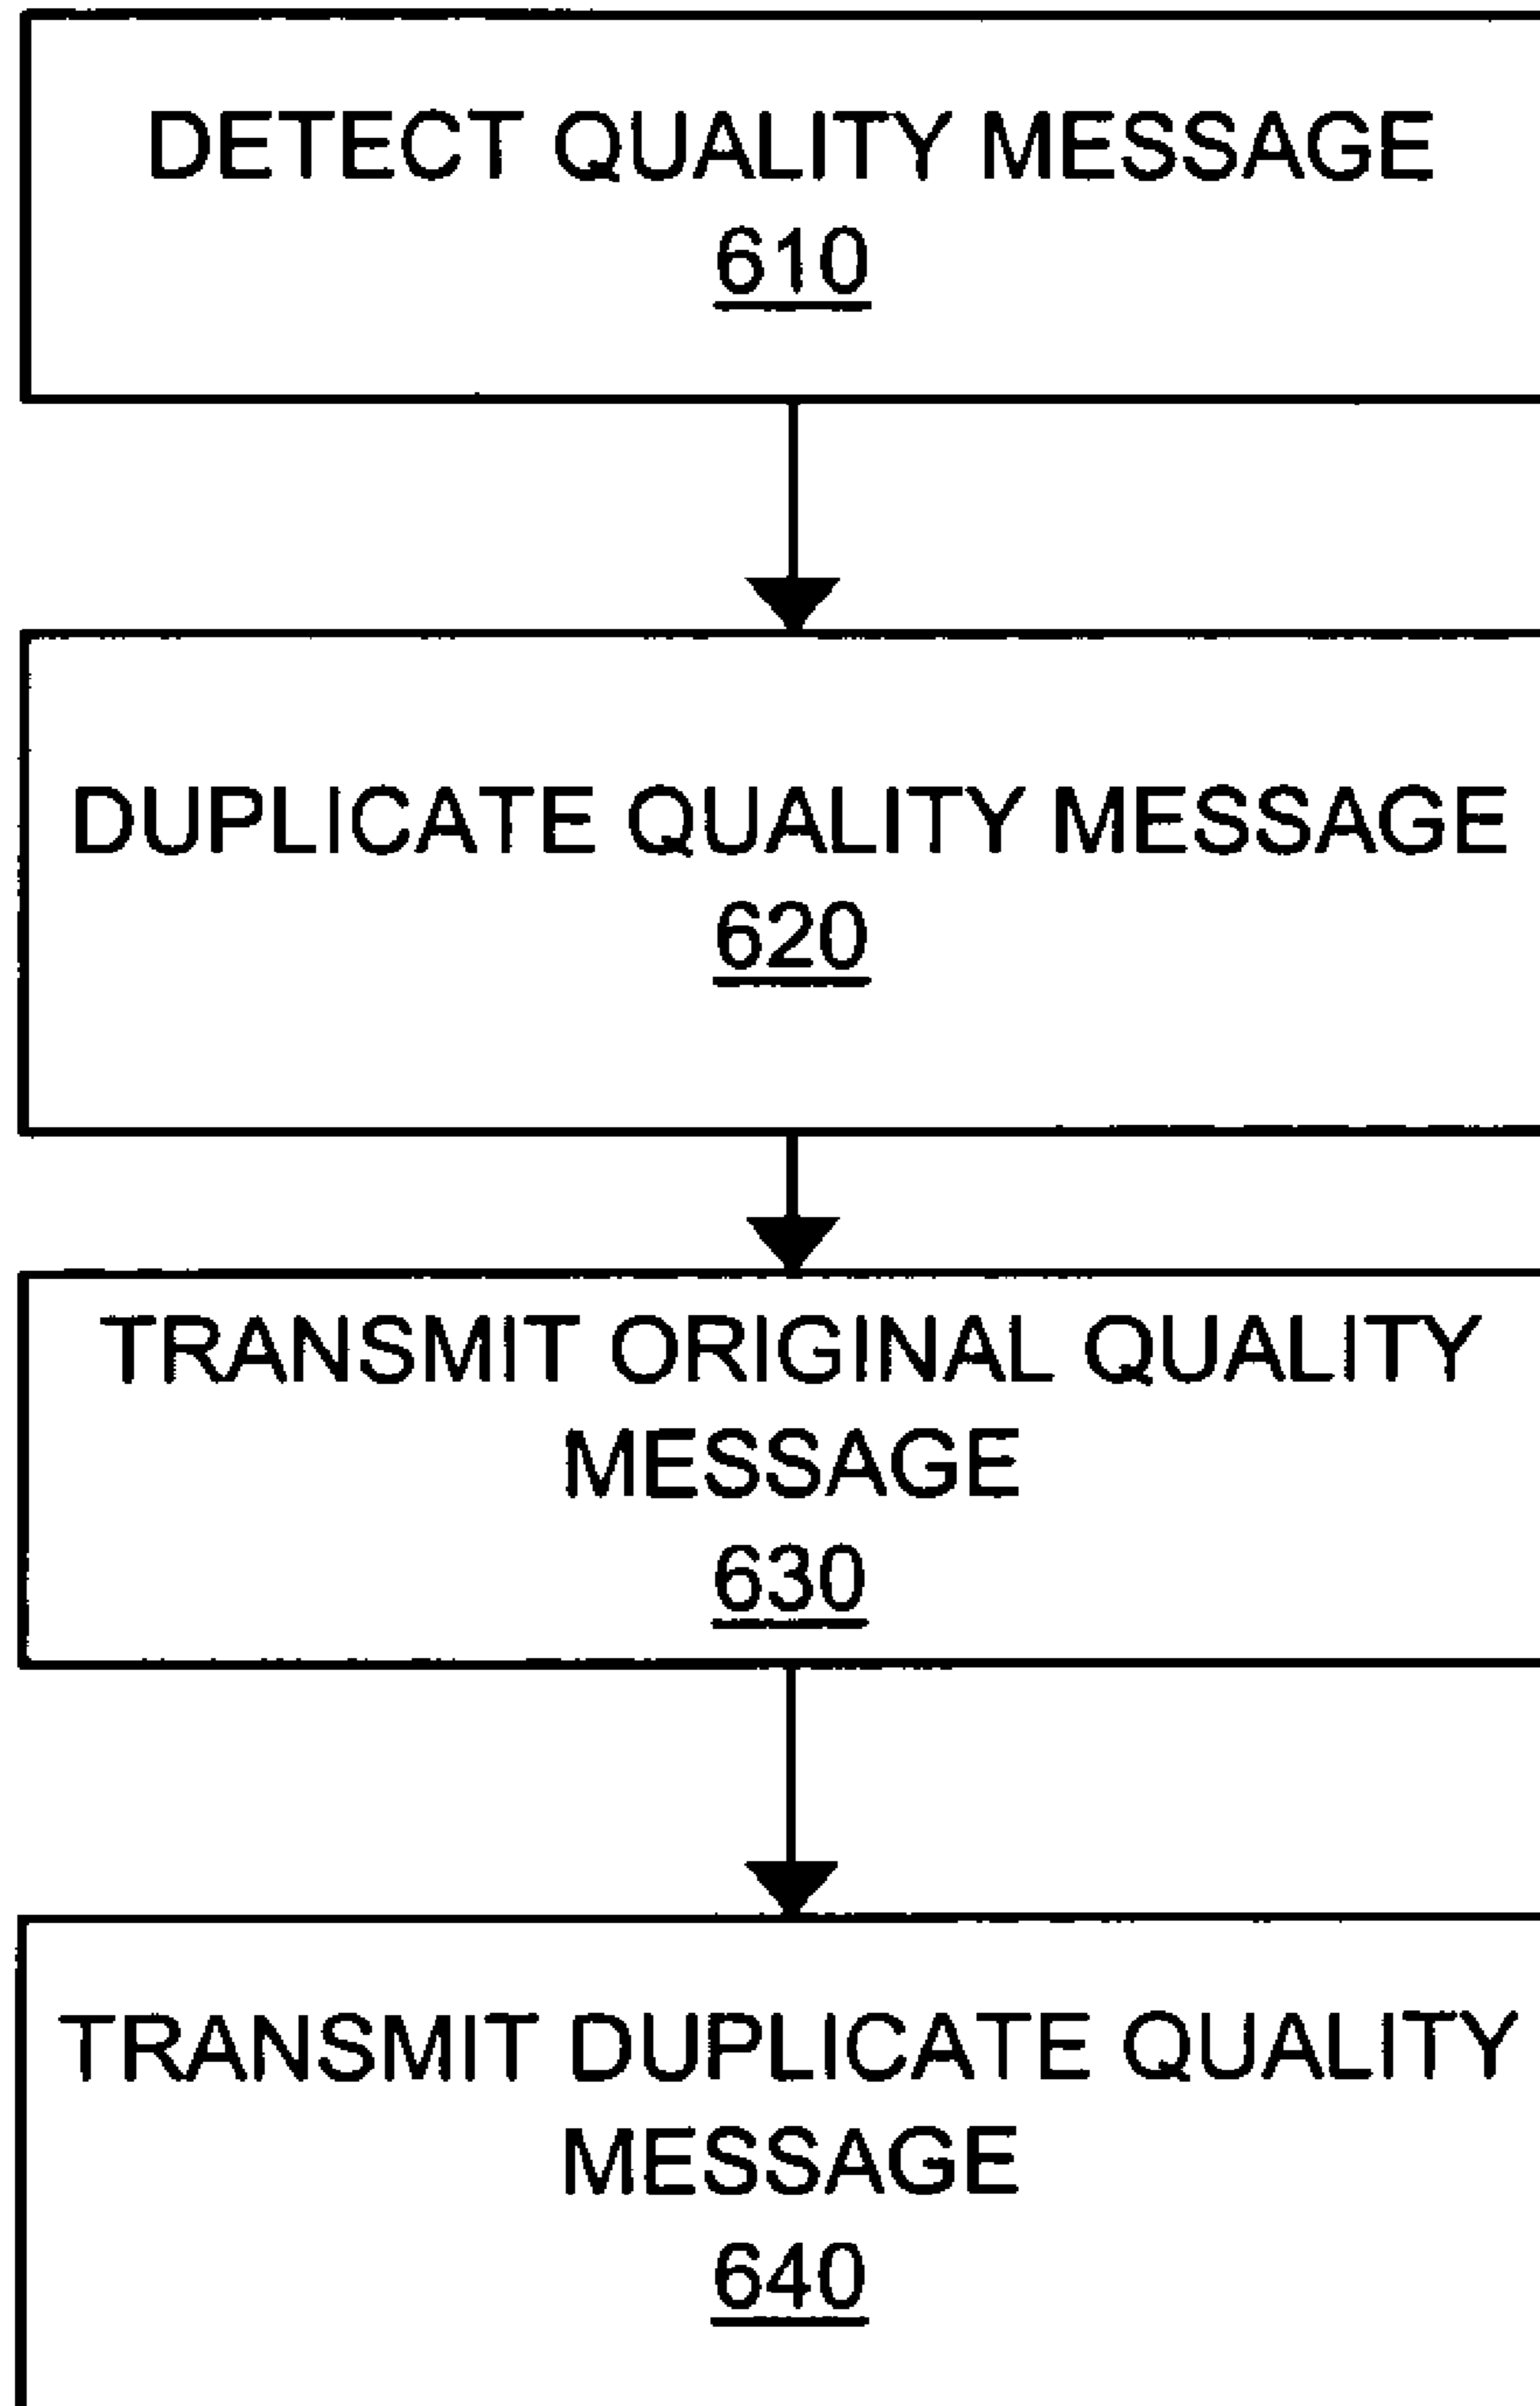 DETECT QUALITY MESSAGE
610
DUPLICATE QUALITY MESSAGE
620
TRANSMIT ORIGINAL QUALITY
MESSAGE
630
TRANSMIT DUPLICATE QUALITY
MESSAGE
640